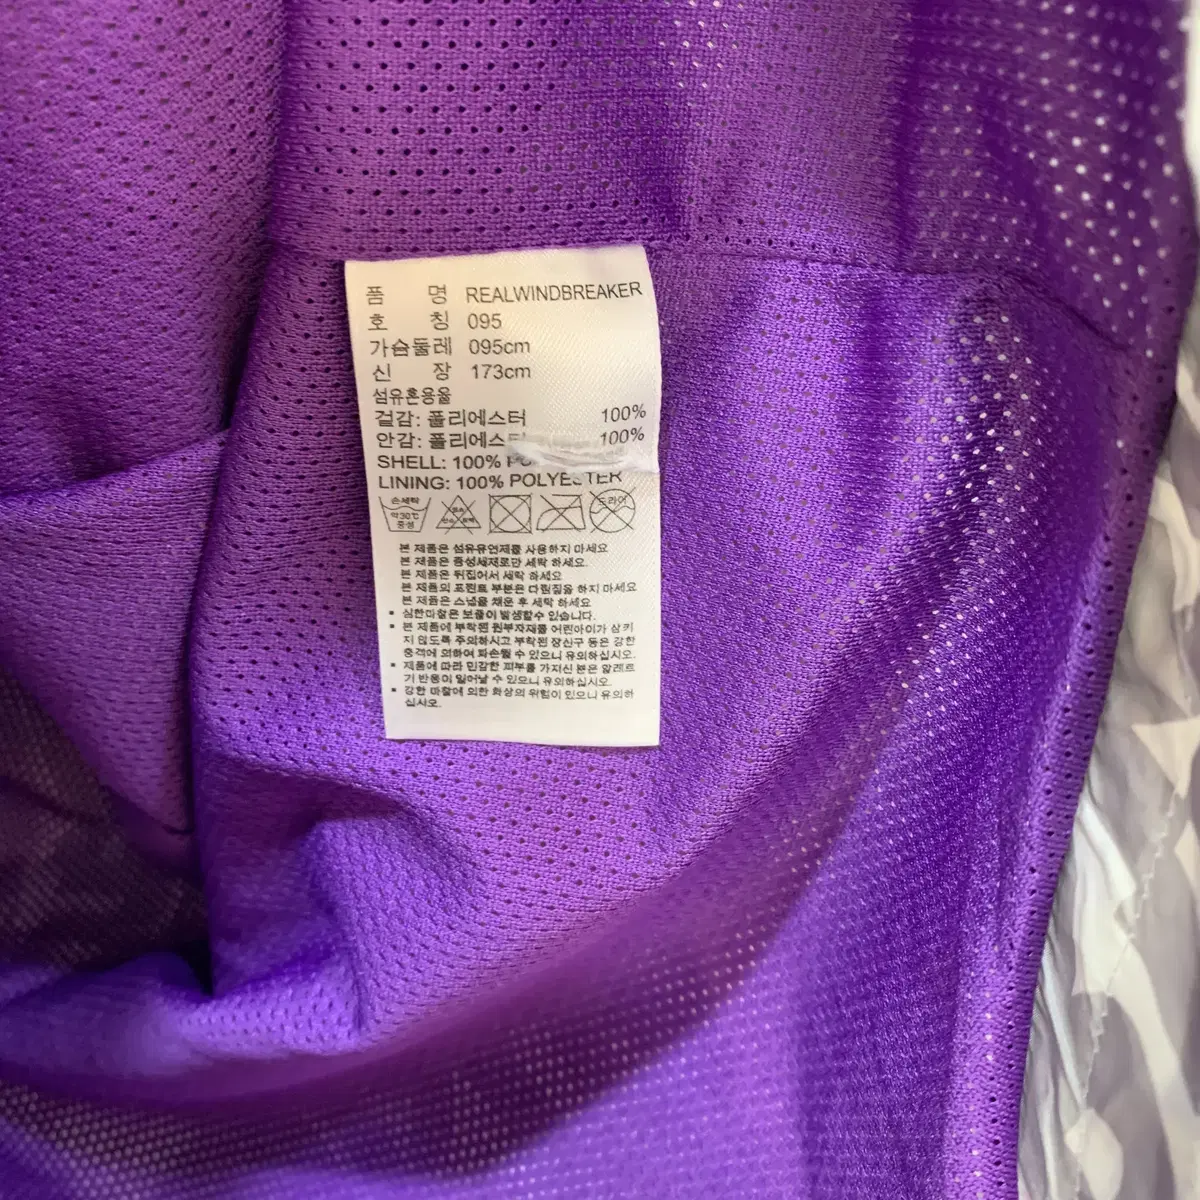 품 명 REALWINDBREAKER
호 칭 095
가슴둘레 095cm
신 장 173cm
섬유혼용율
겉감: 폴리에스터 100%
안감: 폴리에스터 100%
SHELL: 100%
LINING: 100% POLYESTER
손세탁
약30℃
중성
드라이
본 제품은 섬유유연제를 사용하지 마세요
본 제품은 중성세제로만 세탁 하세요.
본 제품은 뒤집어서 세탁 하세요
본 제품의 프린트 부분은 다림질을 하지 마세요
본 제품은 스냅을 채운 후 세탁 하세요
• 심한마찰은 보풀이 발생할수 있습니다.
• 본 제품에 부착된 원부자재를 어린아이가 삼키
지 않도록 주의하시고 부착된 장신구 등은 강한
충격에 의하여 파손될 수 있으니 유의하십시오.
• 제품에 따라 민감한 피부를 가지신 분은 알레르
기 반응이 일어날 수 있으니 유의하십시오.
• 강한 마찰에 의한 화상의 위험이 있으니 유의하
십시오.